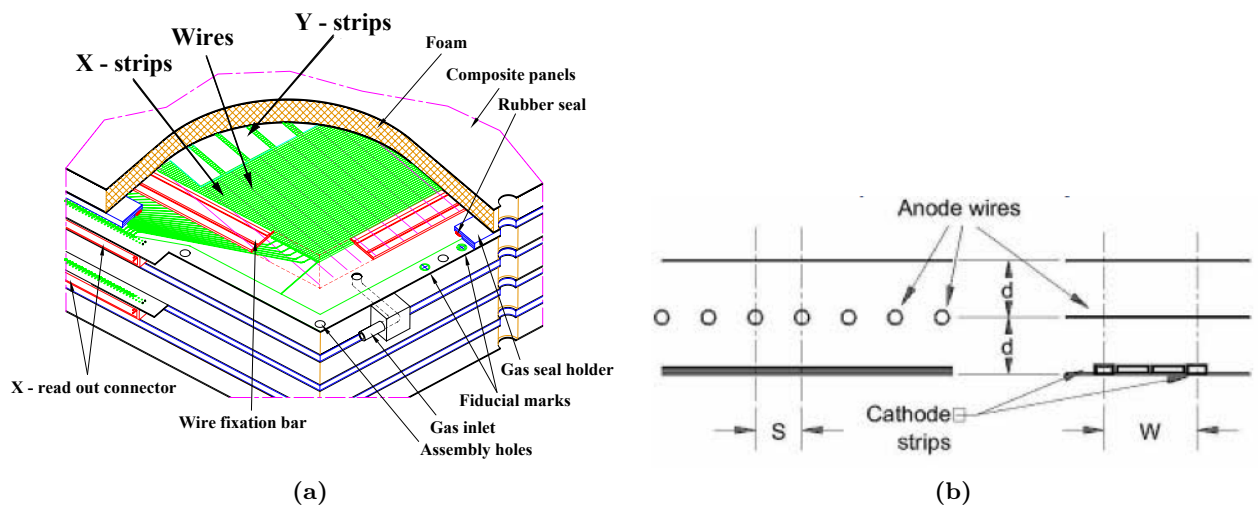 Y - strips
Wires
X - strips
Foam
Composite panels
Rubber seal
X - read out connector
Wire fixation bar
Gas seal holder
Fiducial marks
Gas inlet
Assembly holes
(a)
Anode wires
d
d
Cathode□
strips
S
W
(b)